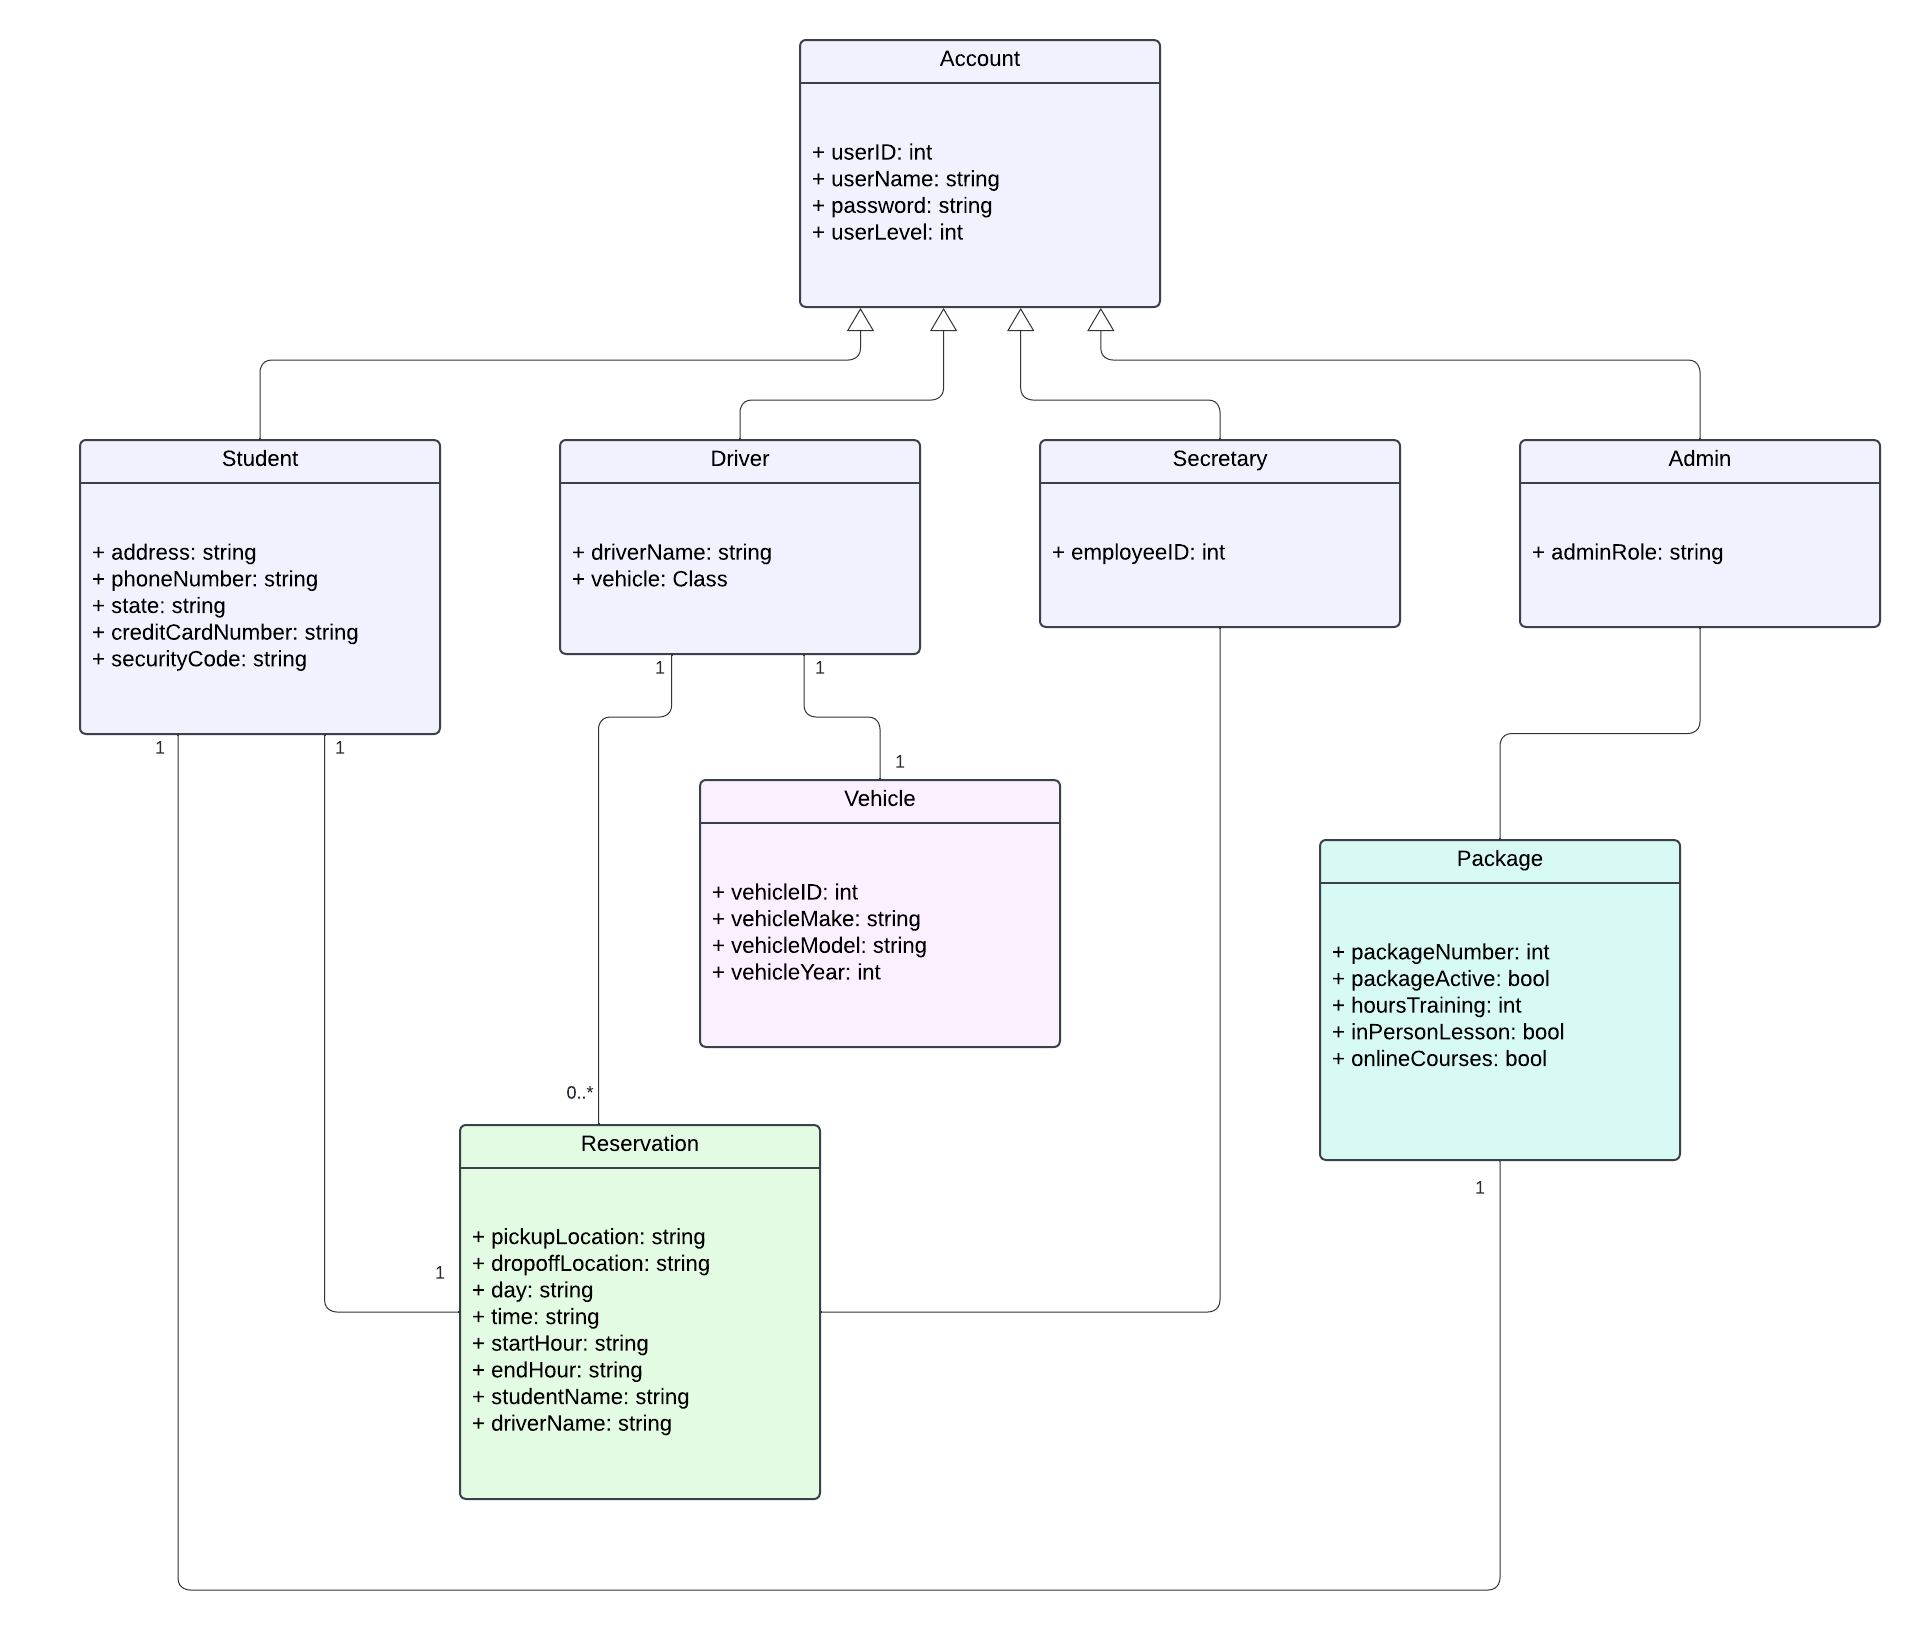 Account
+ userID: int
+ userName: string
+ password: string
+ userLevel: int
Student
+ address: string
+ phoneNumber: string
+ state: string
+ creditCardNumber: string
+ securityCode: string
Driver
+ driverName: string
+ vehicle: Class
Secretary
+ employeeID: int
Admin
+ adminRole: string
1
1
1
1
1
Vehicle
+ vehicleID: int
+ vehicleMake: string
+ vehicleModel: string
+ vehicleYear: int
Package
+ packageNumber: int
+ packageActive: bool
+ hoursTraining: int
+ inPersonLesson: bool
+ onlineCourses: bool
0..*
1
1
Reservation
+ pickupLocation: string
+ dropoffLocation: string
+ day: string
+ time: string
+ startHour: string
+ endHour: string
+ studentName: string
+ driverName: string